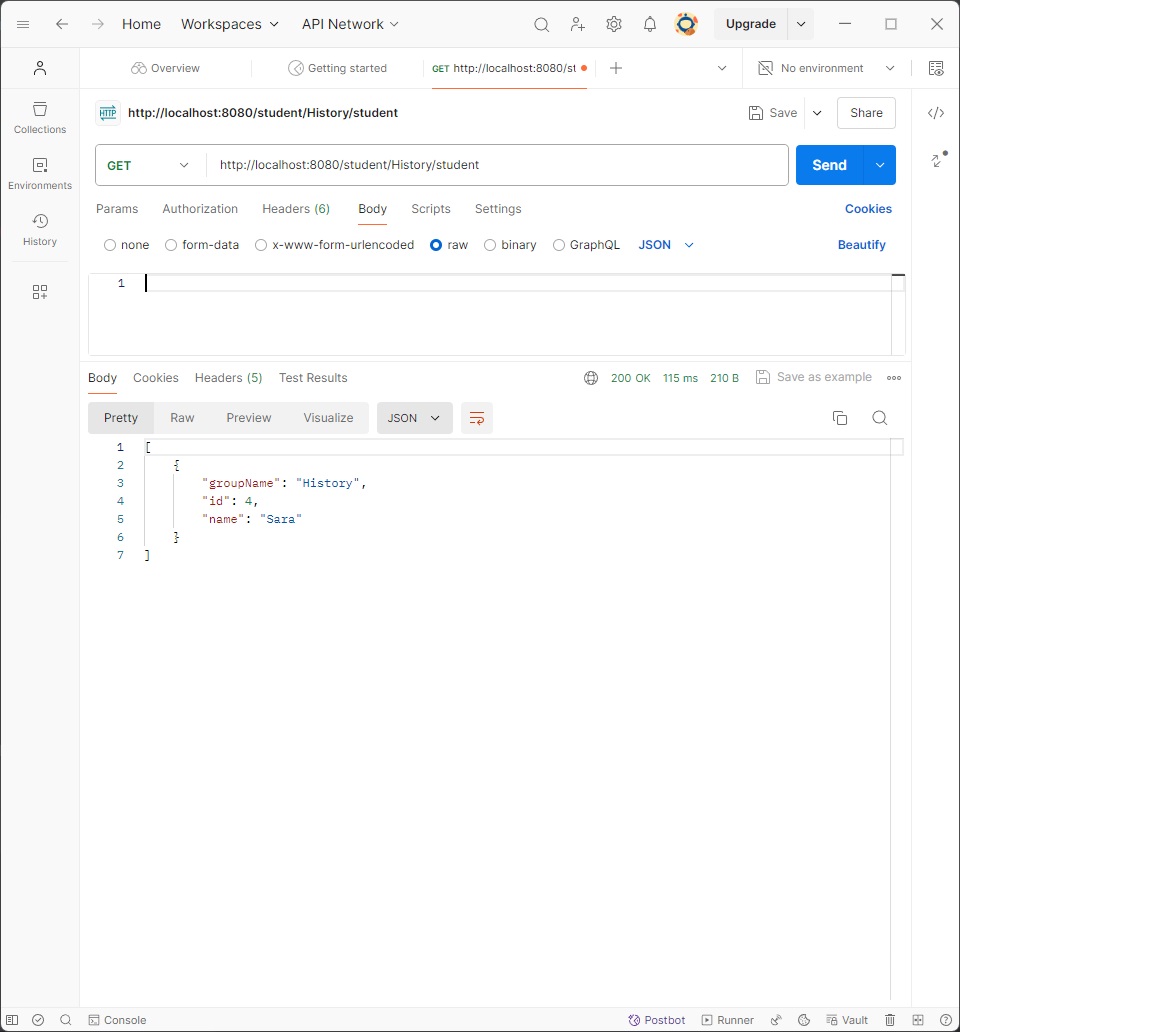 Home Workspaces API Network Upgrade
Overview Getting started GET http://localhost:8080/st No environment
HTTP http://localhost:8080/student/History/student Save Share
Collections
GET http://localhost:8080/student/History/student Send
Environments
Params Authorization Headers (6) Body Scripts Settings Cookies
History
none form-data x-www-form-urlencoded raw binary GraphQL JSON Beautify
1
Body Cookies Headers (5) Test Results 200 OK 115 ms 210 B Save as example
Pretty Raw Preview Visualize JSON
1 [
2 {
3 "groupName": "History",
4 "id": 4,
5 "name": "Sara"
6 }
7 ]
Console Postbot Runner Vault